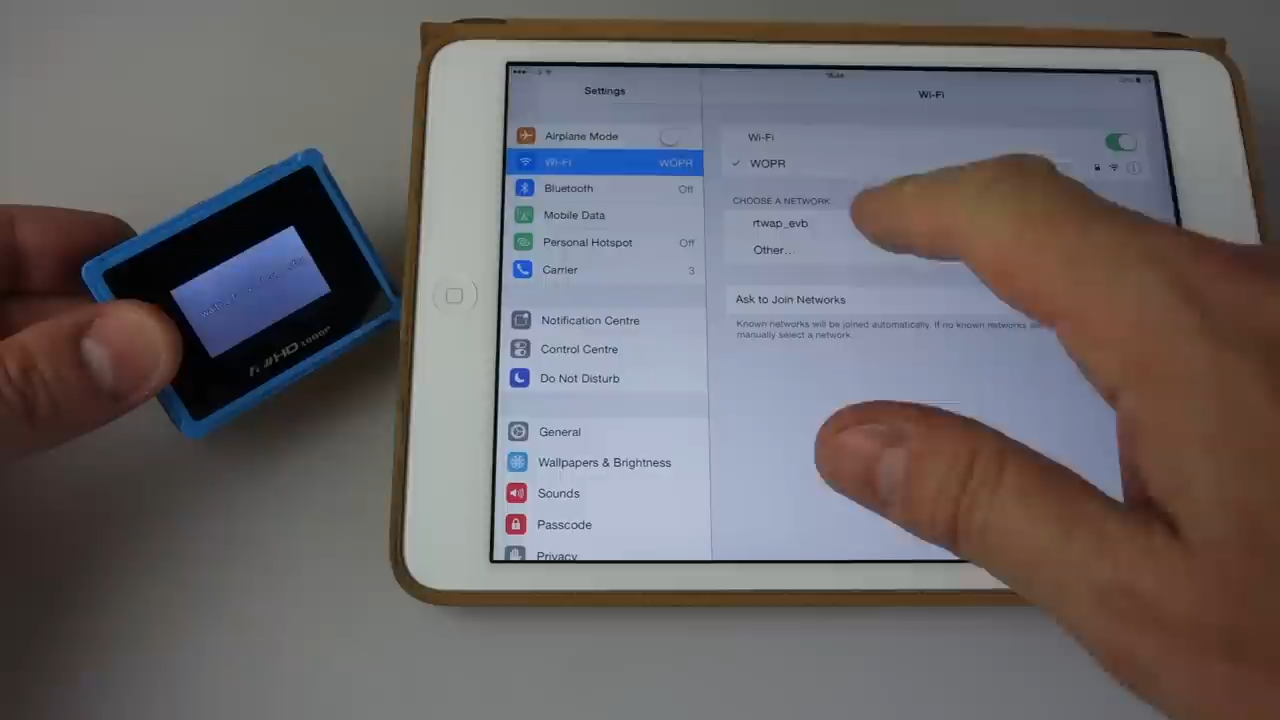 Settings
Airplane Mode
Wi-Fi WOPR
Bluetooth Off
Mobile Data
Personal Hotspot Off
Carrier 3
Notification Centre
Control Centre
Do Not Disturb
General
Wallpapers & Brightness
Sounds
Passcode
Privacy
Wi-Fi
Wi-Fi
WOPR
CHOOSE A NETWORK
rtwap_evb
Other...
Ask to Join Networks
Known networks will be joined automatically. If no known networks
manually select a network.
HD 1080P